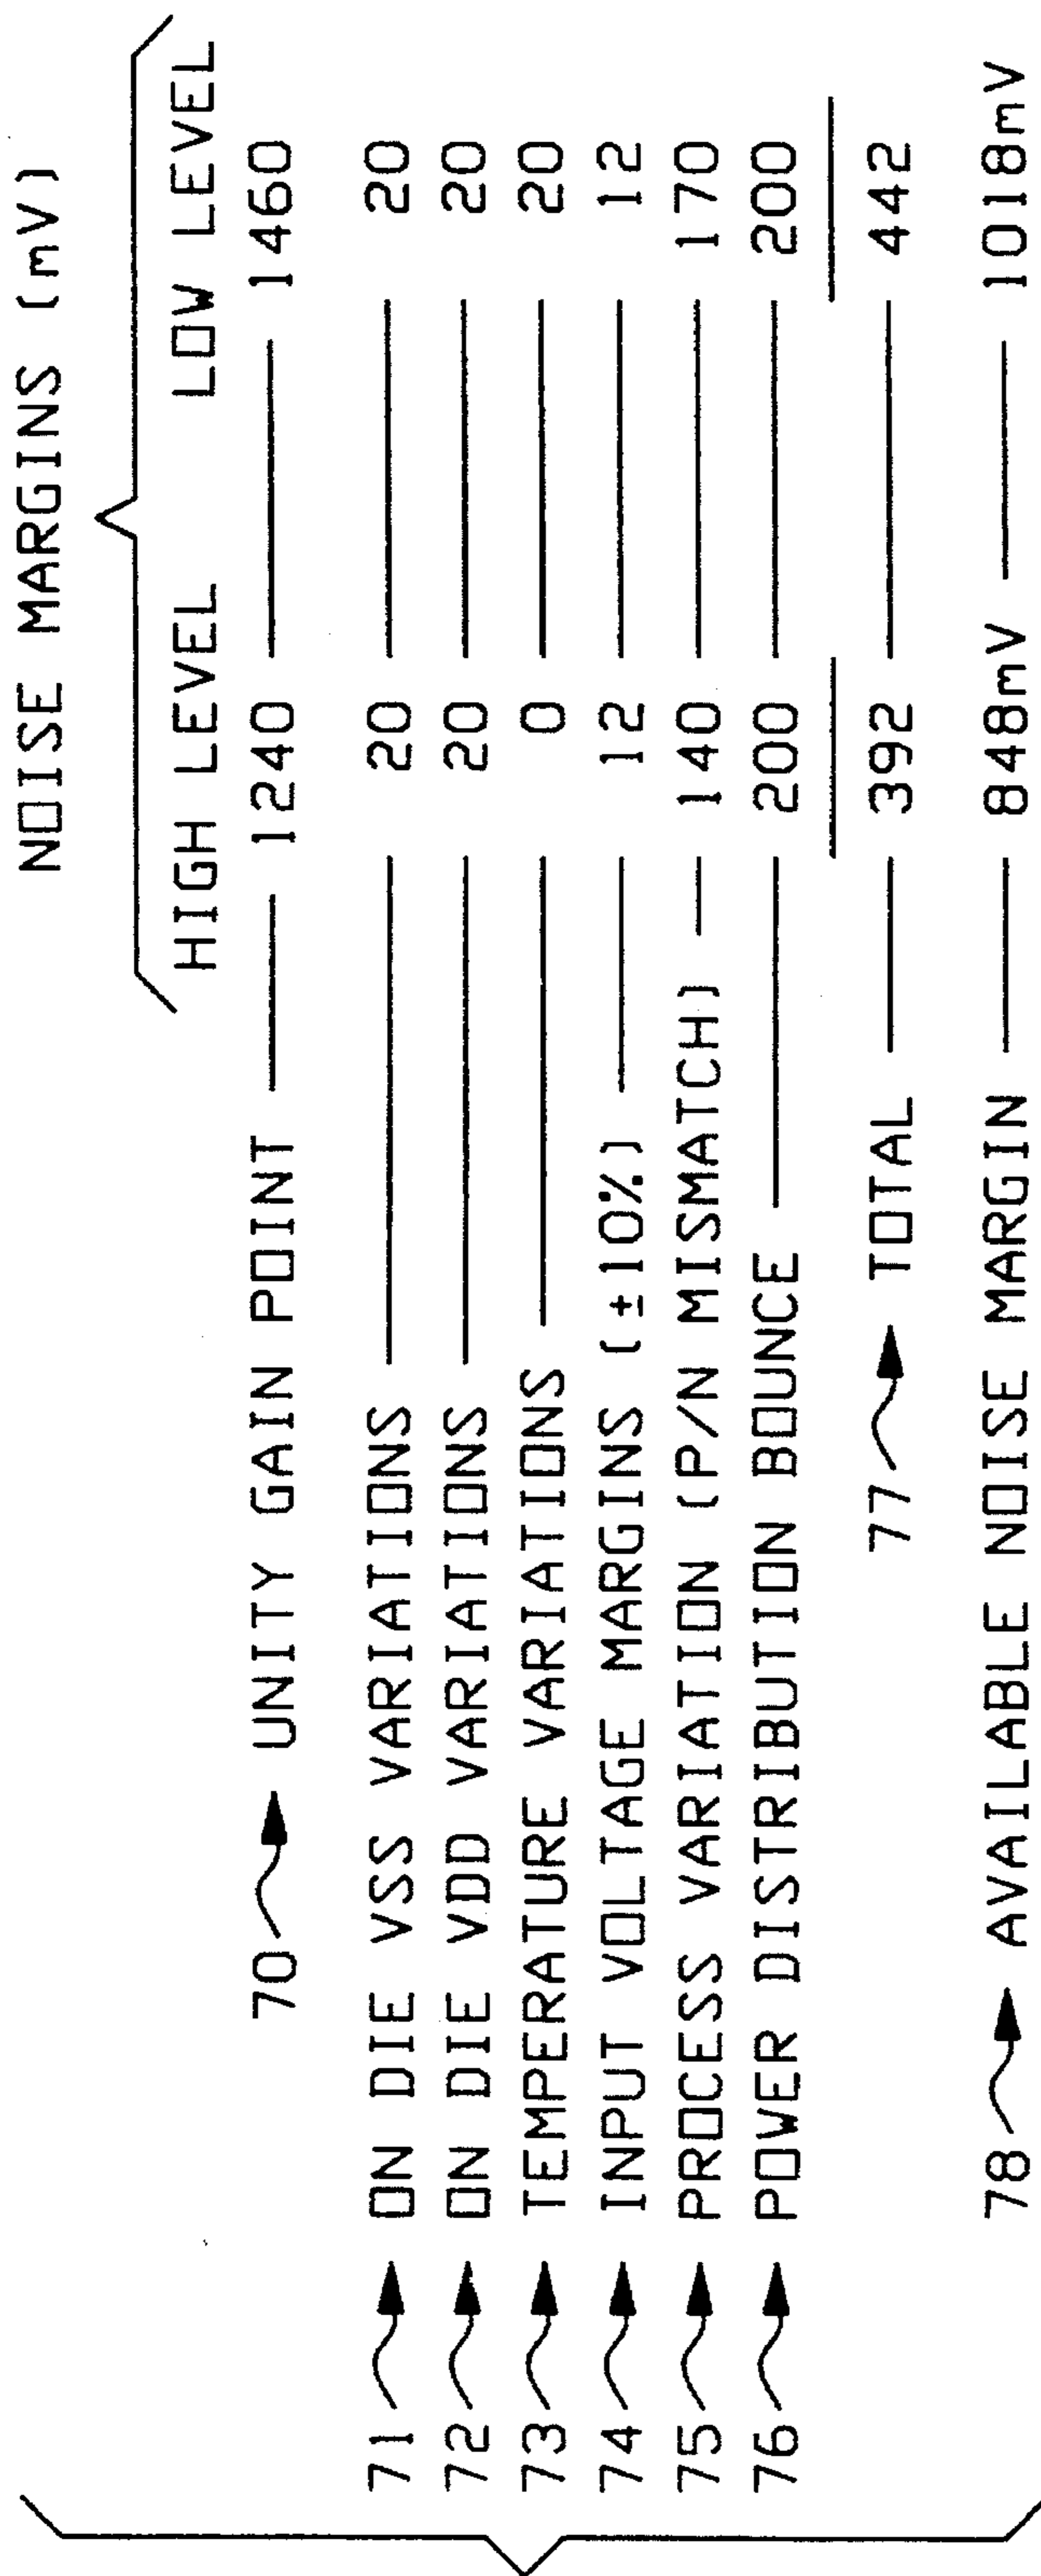 NOISE MARGINS (mV)
HIGH LEVEL LOW LEVEL
70 UNITY GAIN POINT 1240 1460
71 ON DIE VSS VARIATIONS 20 20
72 ON DIE VDD VARIATIONS 20 20
73 TEMPERATURE VARIATIONS 0 20
74 INPUT VOLTAGE MARGINS (±10%) 12 12
75 PROCESS VARIATION (P/N MISMATCH) 140 170
76 POWER DISTRIBUTION BOUNCE 200 200
77 TOTAL 392 442
78 AVAILABLE NOISE MARGIN 848mV 1018mV